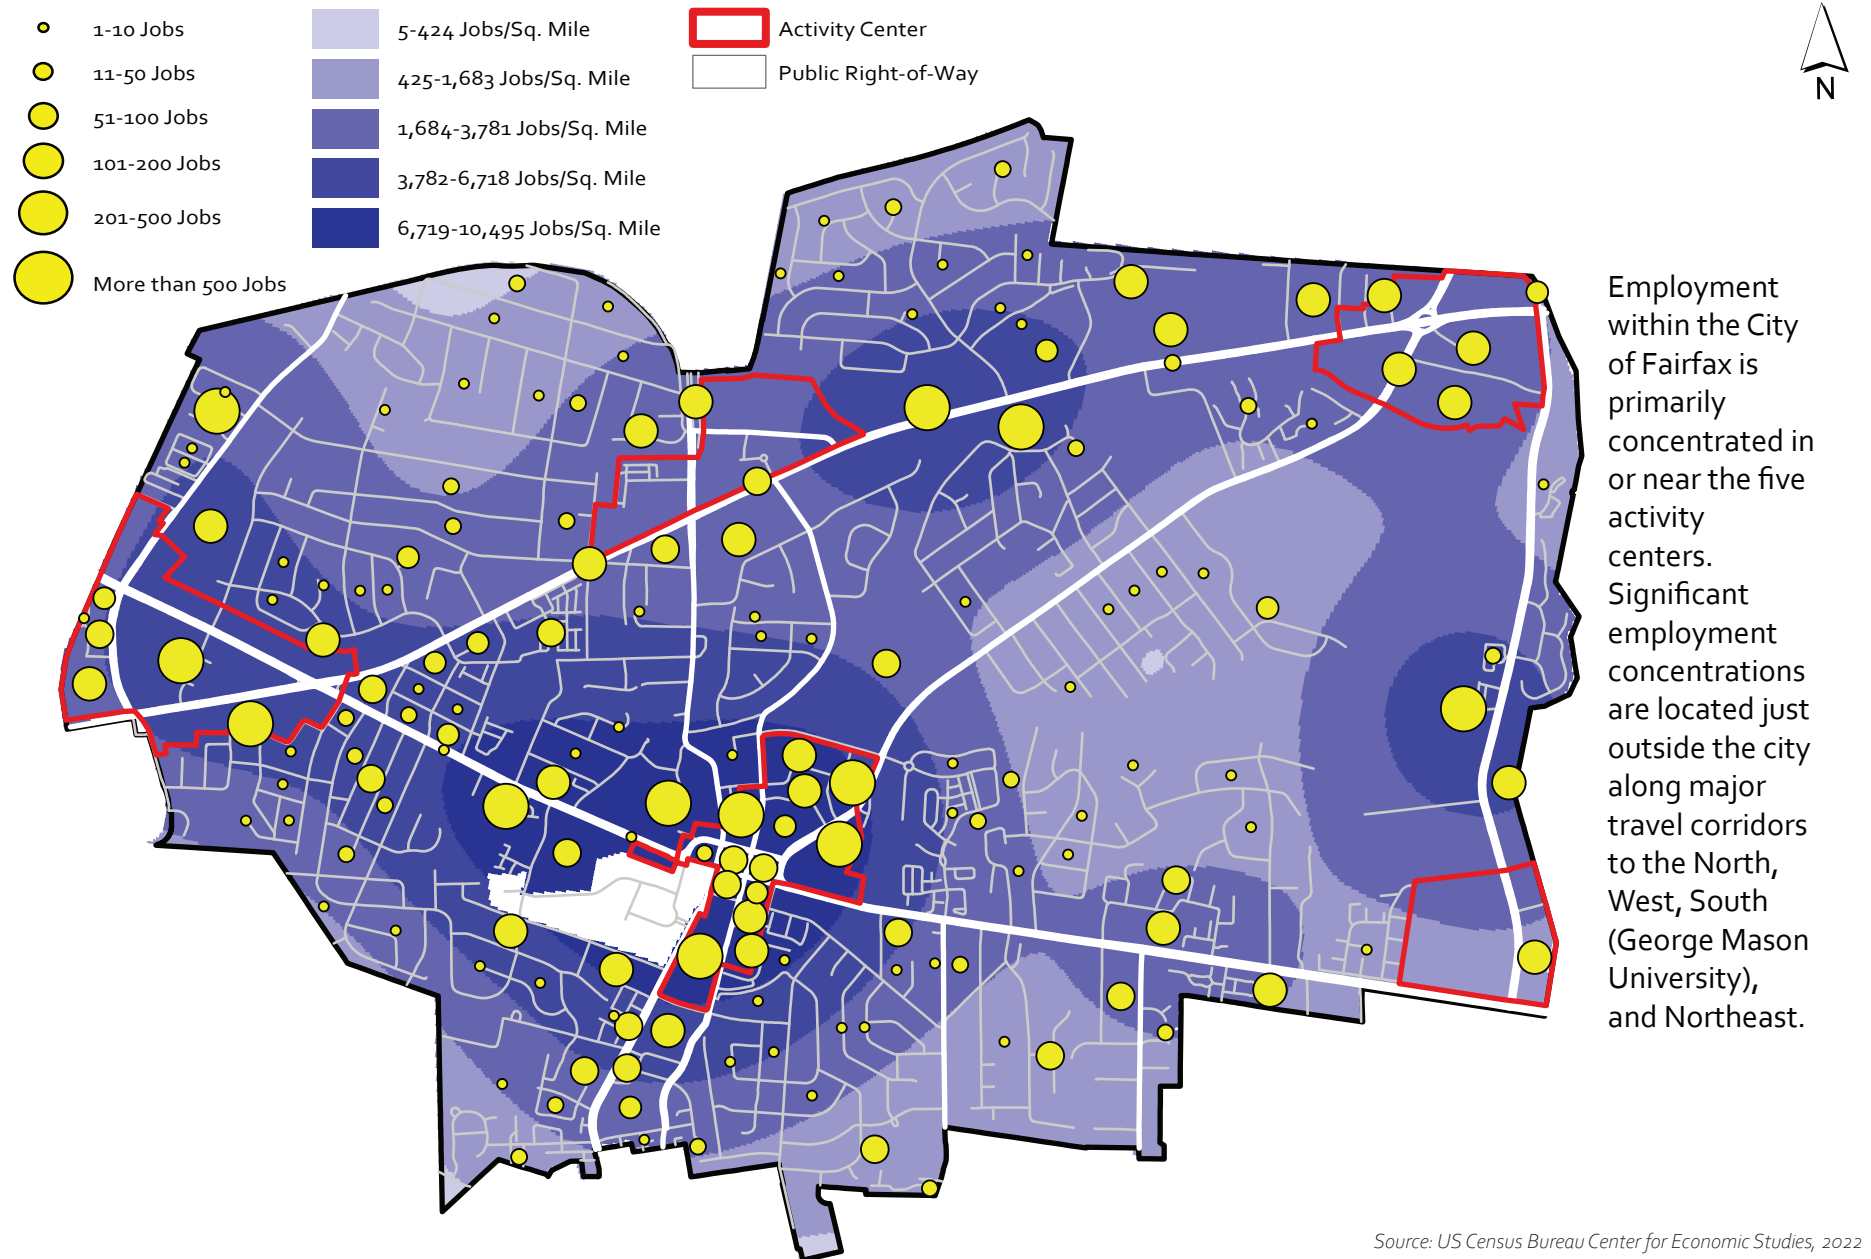 1-10 Jobs
11-50 Jobs
51-100 Jobs
101-200 Jobs
201-500 Jobs
More than 500 Jobs
5-424 Jobs/Sq. Mile
425-1,683 Jobs/Sq. Mile
1,684-3,781 Jobs/Sq. Mile
3,782-6,718 Jobs/Sq. Mile
6,719-10,495 Jobs/Sq. Mile
Activity Center
Public Right-of-Way
N
Employment
within the City
of Fairfax is
primarily
concentrated in
or near the five
activity
centers.
Significant
employment
concentrations
are located just
outside the city
along major
travel corridors
to the North,
West, South
(George Mason
University),
and Northeast.
Source: US Census Bureau Center for Economic Studies, 2022